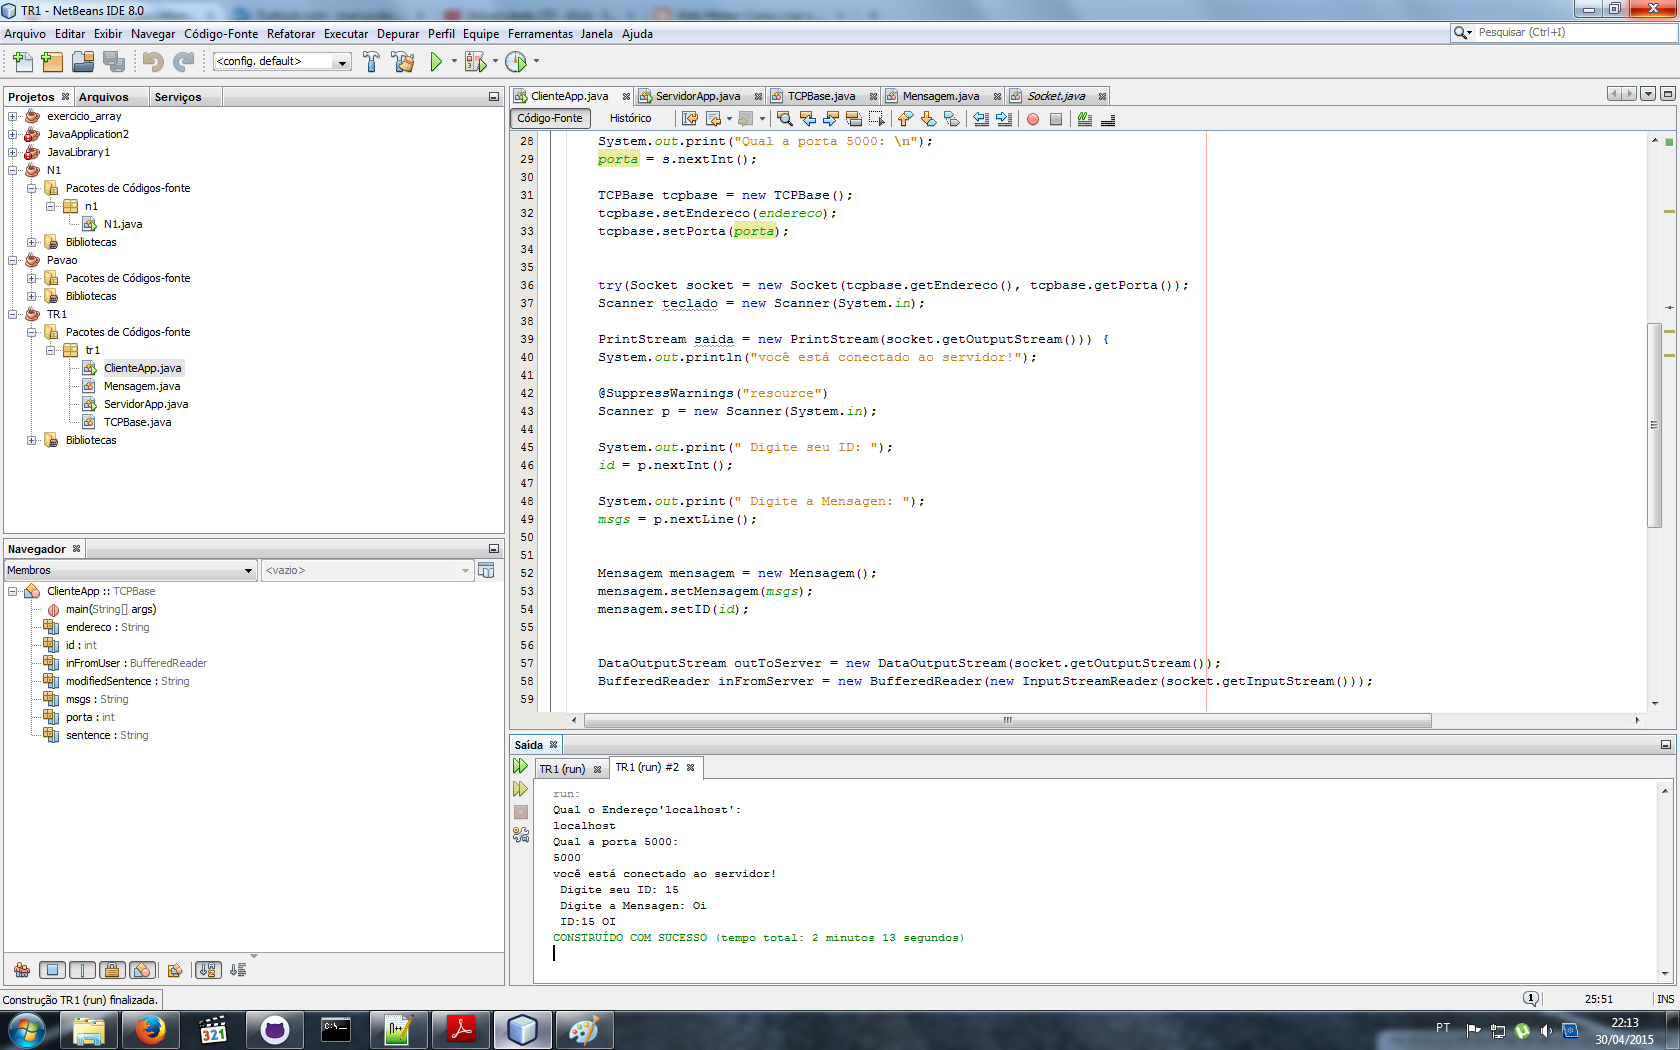 TR1 - NetBeans IDE 8.0
Arquivo Editar Exibir Navegar Código-Fonte Refatorar Executar Depurar Perfil Equipe Ferramentas Janela Ajuda
Pesquisar (Ctrl+I)
<config. default>
Projetos Arquivos Serviços
exercicio_array
JavaApplication2
JavaLibrary1
N1
Pacotes de Códigos-fonte
n1
N1.java
Bibliotecas
Pavao
Pacotes de Códigos-fonte
Bibliotecas
TR1
Pacotes de Códigos-fonte
tr1
ClienteApp.java
Mensagem.java
ServidorApp.java
TCPBase.java
Bibliotecas
Navegador
Membros
<vazio>
ClienteApp :: TCPBase
main(String[] args)
endereco : String
id : int
inFromUser : BufferedReader
modifiedSentence : String
msgs : String
porta : int
sentence : String
ClienteApp.java ServidorApp.java TCPBase.java Mensagem.java Socket.java
Código-Fonte Histórico
28 System.out.print("Qual a porta 5000: \n");
29 porta = s.nextInt();
30
31 TCPBase tcpbase = new TCPBase();
32 tcpbase.setEndereco(endereco);
33 tcpbase.setPorta(porta);
34
35
36 try(Socket socket = new Socket(tcpbase.getEndereco(), tcpbase.getPorta());
37 Scanner teclado = new Scanner(System.in);
38
39 PrintStream saida = new PrintStream(socket.getOutputStream())) {
40 System.out.println("você está conectado ao servidor!");
41
42 @SuppressWarnings("resource")
43 Scanner p = new Scanner(System.in);
44
45 System.out.print(" Digite seu ID: ");
46 id = p.nextInt();
47
48 System.out.print(" Digite a Mensagen: ");
49 msgs = p.nextLine();
50
51
52 Mensagem mensagem = new Mensagem();
53 mensagem.setMensagem(msgs);
54 mensagem.setID(id);
55
56
57 DataOutputStream outToServer = new DataOutputStream(socket.getOutputStream());
58 BufferedReader inFromServer = new BufferedReader(new InputStreamReader(socket.getInputStream()));
59
Saída
TR1 (run) TR1 (run) #2
run:
Qual o Endereço'localhost':
localhost
Qual a porta 5000:
5000
você está conectado ao servidor!
Digite seu ID: 15
Digite a Mensagen: Oi
ID:15 OI
CONSTRUÍDO COM SUCESSO (tempo total: 2 minutos 13 segundos)
Construção TR1 (run) finalizada.
1
25:51
INS
321
C:\
N++
PT
22:13
30/04/2015